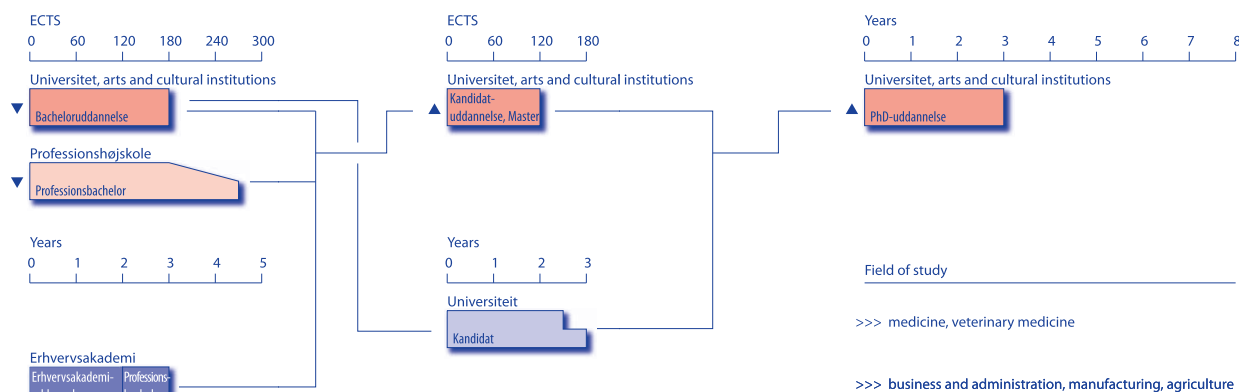 ECTS
0 60 120 180 240 300
ECTS
0 60 120 180
Years
0 1 2 3 4 5 6 7 8
Universitet, arts and cultural institutions
Bacheloruddannelse
Universitet, arts and cultural institutions
Kandidat-
uddannelse, Master
Universitet, arts and cultural institutions
PhD-uddannelse
Professionshøjskole
Professionsbachelor
Years
0 1 2 3 4 5
Years
0 1 2 3
Field of study
Universiteit
Kandidat
>>> medicine, veterinary medicine
Erhvervsakademi
Erhvervsakademi-
Professions-
>>> business and administration, manufacturing, agriculture